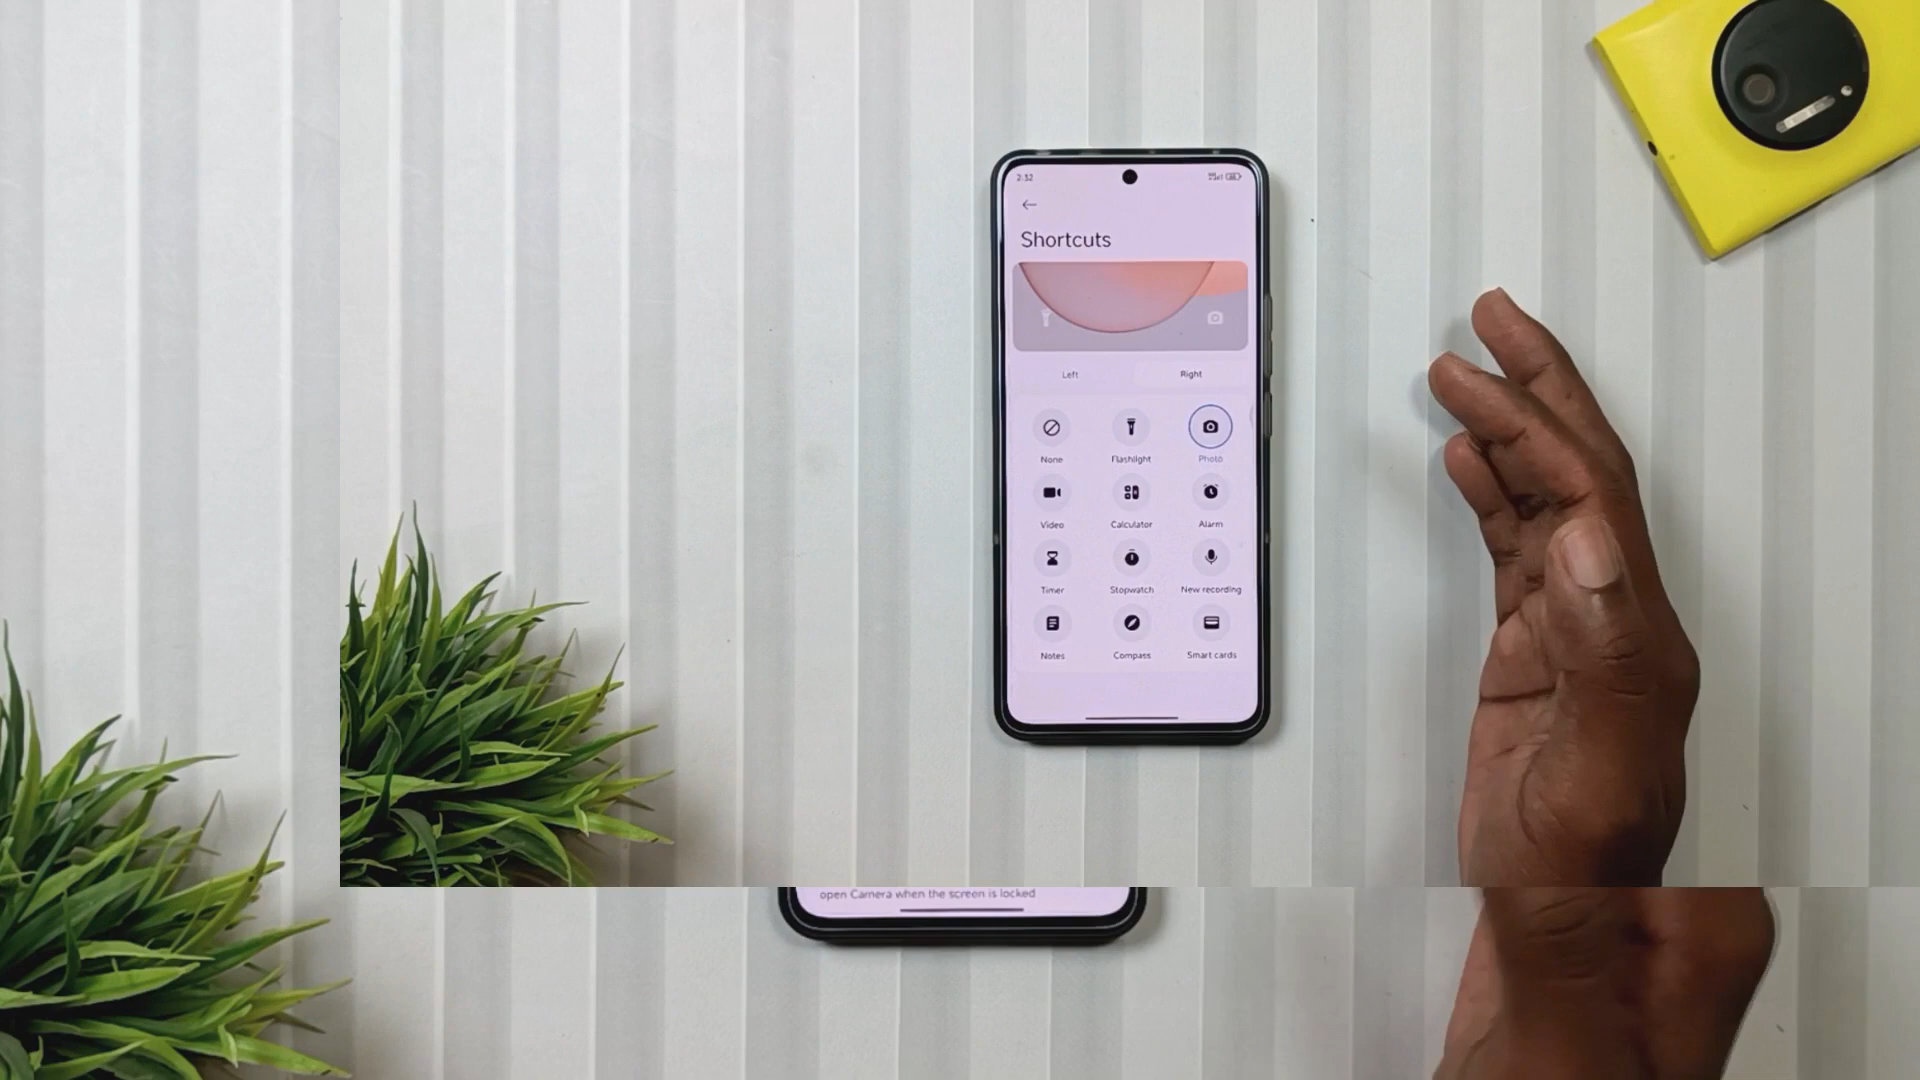 2:32
Shortcuts
Left Right
None Flashlight Photo
Video Calculator Alarm
Timer Stopwatch New recording
Notes Compass Smart cards
open Camera when the screen is locked